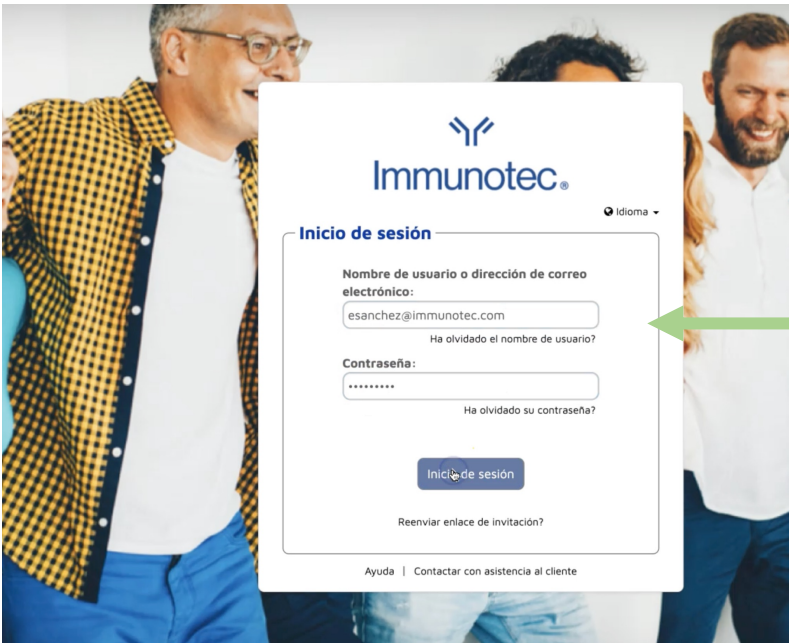 Immunotec®
Idioma
Inicio de sesión
Nombre de usuario o dirección de correo
electrónico:
esanchez@immunotec.com
Ha olvidado el nombre de usuario?
Contraseña:
•••••••••
Ha olvidado su contraseña?
Inicio de sesión
Reenviar enlace de invitación?
Ayuda | Contactar con asistencia al cliente